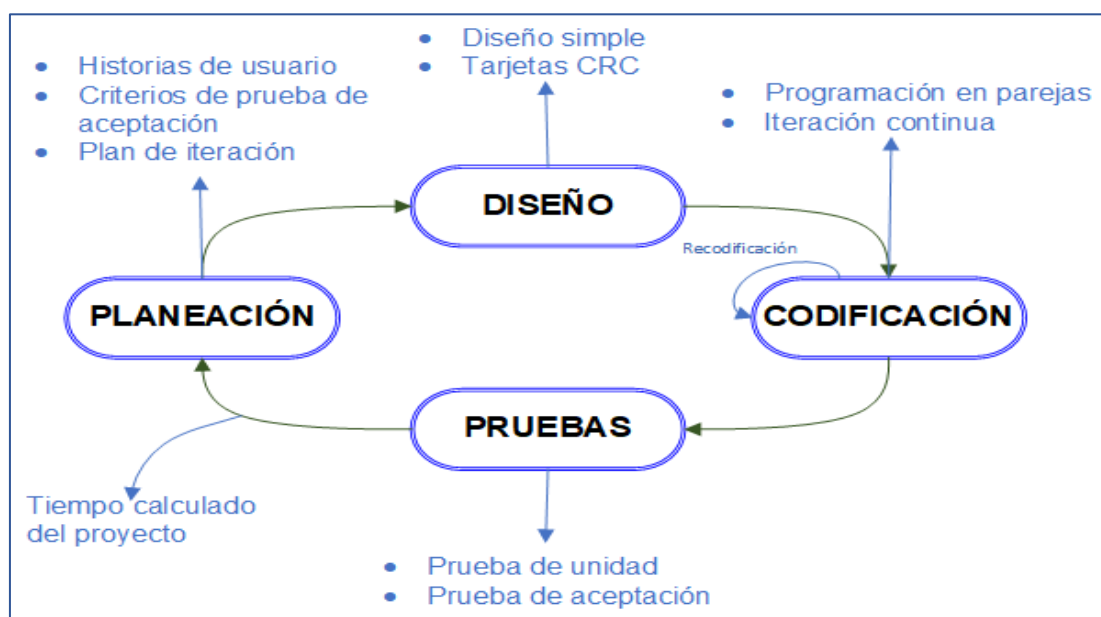 Historias de usuario
Criterios de prueba de
aceptación
Plan de iteración
Diseño simple
Tarjetas CRC
Programación en parejas
Iteración continua
DISEÑO
Recodificación
PLANEACIÓN
CODIFICACIÓN
PRUEBAS
Tiempo calculado
del proyecto
Prueba de unidad
Prueba de aceptación